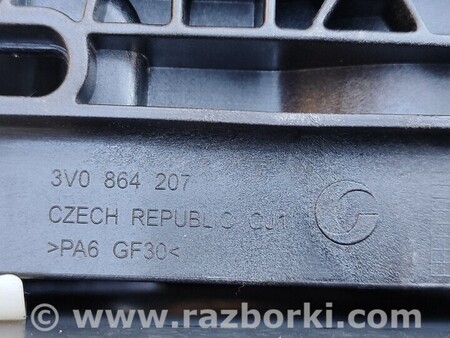 3V0 864 207
CZECH REPUBLIC CJ1
>PA6 GF30<
www.razborki.com